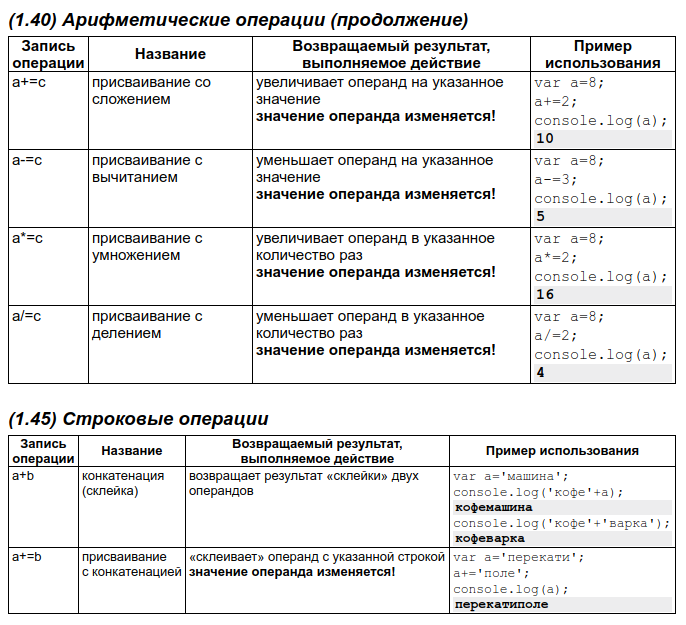 (1.40) Арифметические операции (продолжение)
Запись операции
Название
Возвращаемый результат, выполняемое действие
Пример использования
a+=c
присваивание со
сложением
увеличивает операнд на указанное
значение
значение операнда изменяется!
var a=8;
a+=2;
console.log(a);
10
a-=c
присваивание с
вычитанием
уменьшает операнд на указанное
значение
значение операнда изменяется!
var a=8;
a-=3;
console.log(a);
5
a*=c
присваивание с
умножением
увеличивает операнд в указанное
количество раз
значение операнда изменяется!
var a=8;
a*=2;
console.log(a);
16
a/=c
присваивание с
делением
уменьшает операнд в указанное
количество раз
значение операнда изменяется!
var a=8;
a/=2;
console.log(a);
4
(1.45) Строковые операции
Запись
операции
Название
Возвращаемый результат,
выполняемое действие
Пример использования
a+b
конкатенация
(склейка)
возвращает результат «склейки» двух
операндов
var a='машина';
console.log('кофе'+a);
кофемашина
console.log('кофе'+'варка');
кофеварка
a+=b
присваивание
с конкатенацией
«склеивает» операнд с указанной строкой
значение операнда изменяется!
var a='перекати';
a+='поле';
console.log(a);
перекатиполе